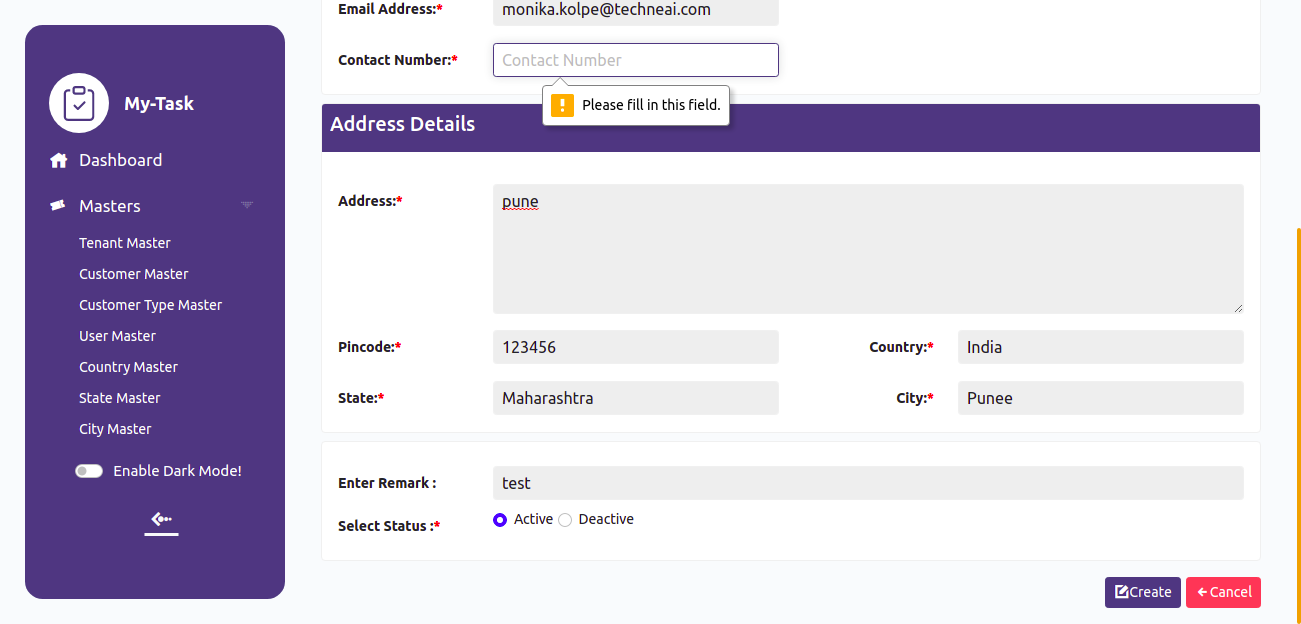 My-Task
Dashboard
Masters
Tenant Master
Customer Master
Customer Type Master
User Master
Country Master
State Master
City Master
Enable Dark Mode!
Email Address:* monika.kolpe@techneai.com
Contact Number:* Contact Number
Please fill in this field.
Address Details
Address:* pune
Pincode:* 123456 Country:* India
State:* Maharashtra City:* Punee
Enter Remark : test
Select Status :* Active Deactive
Create Cancel